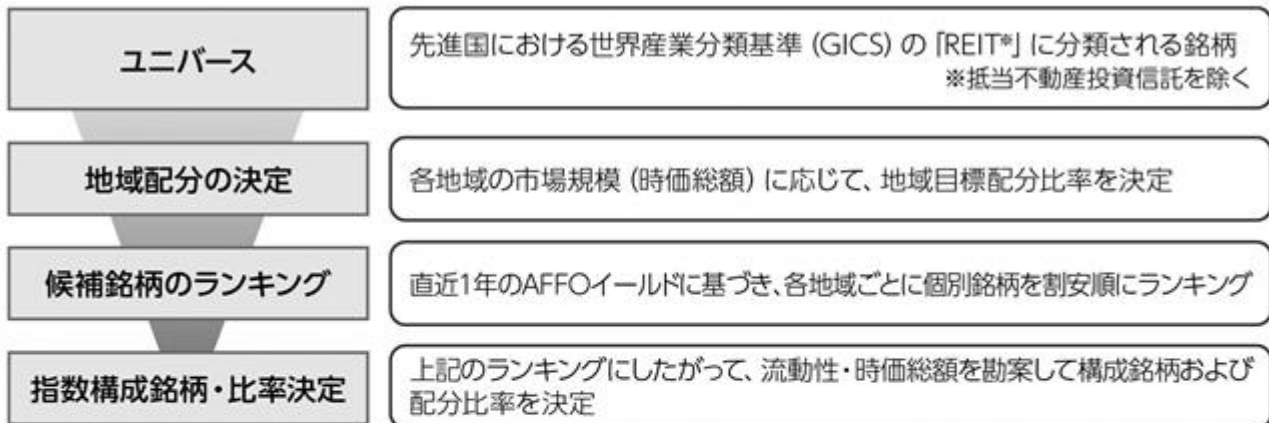 ユニバース
先進国における世界産業分類基準（GICS）の「REIT※」に分類される銘柄
※抵当不動産投資信託を除く
地域配分の決定
各地域の市場規模（時価総額）に応じて、地域目標配分比率を決定
候補銘柄のランキング
直近1年のAFFOイールドに基づき、各地域ごとに個別銘柄を割安順にランキング
指数構成銘柄・比率決定
上記のランキングにしたがって、流動性・時価総額を勘案して構成銘柄および
配分比率を決定